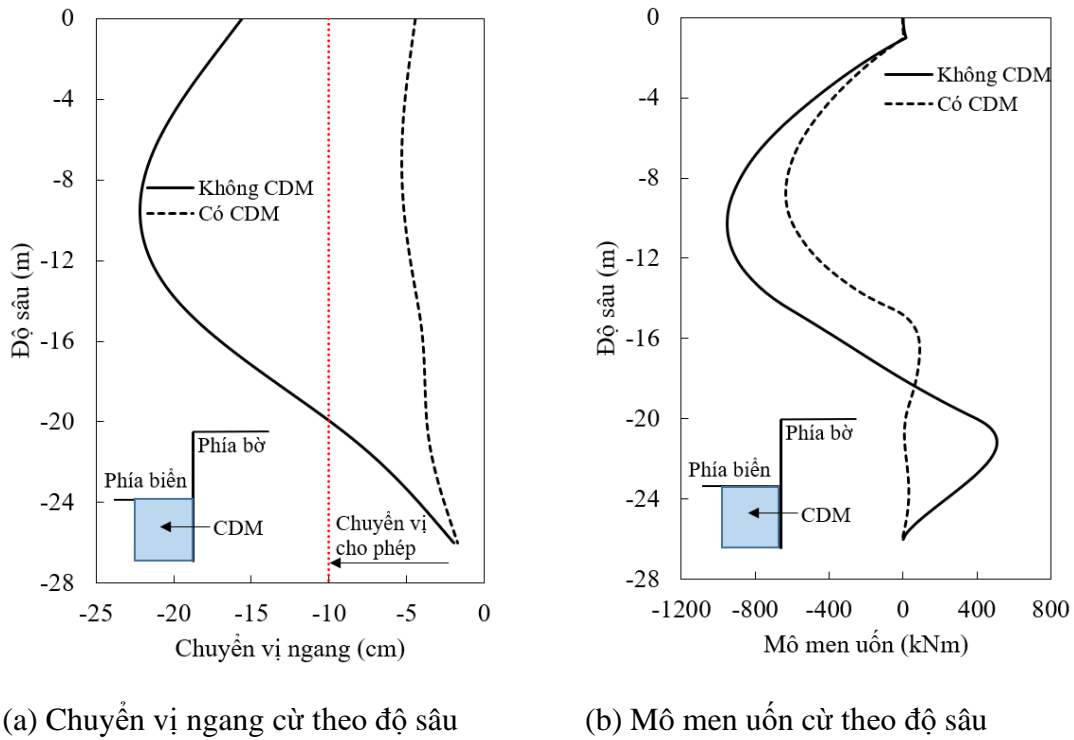 0
-4
-8
-12
-16
-20
-24
-28
Độ sâu (m)
-25
-20
-15
-10
-5
0
Chuyển vị ngang (cm)
Không CDM
Có CDM
Phía bờ
Phía biển
CDM
Chuyển vị
cho phép
0
-4
-8
-12
-16
-20
-24
-28
Độ sâu (m)
-1200
-800
-400
0
400
800
Mô men uốn (kNm)
Không CDM
Có CDM
Phía bờ
Phía biển
CDM
(a) Chuyển vị ngang cừ theo độ sâu
(b) Mô men uốn cừ theo độ sâu